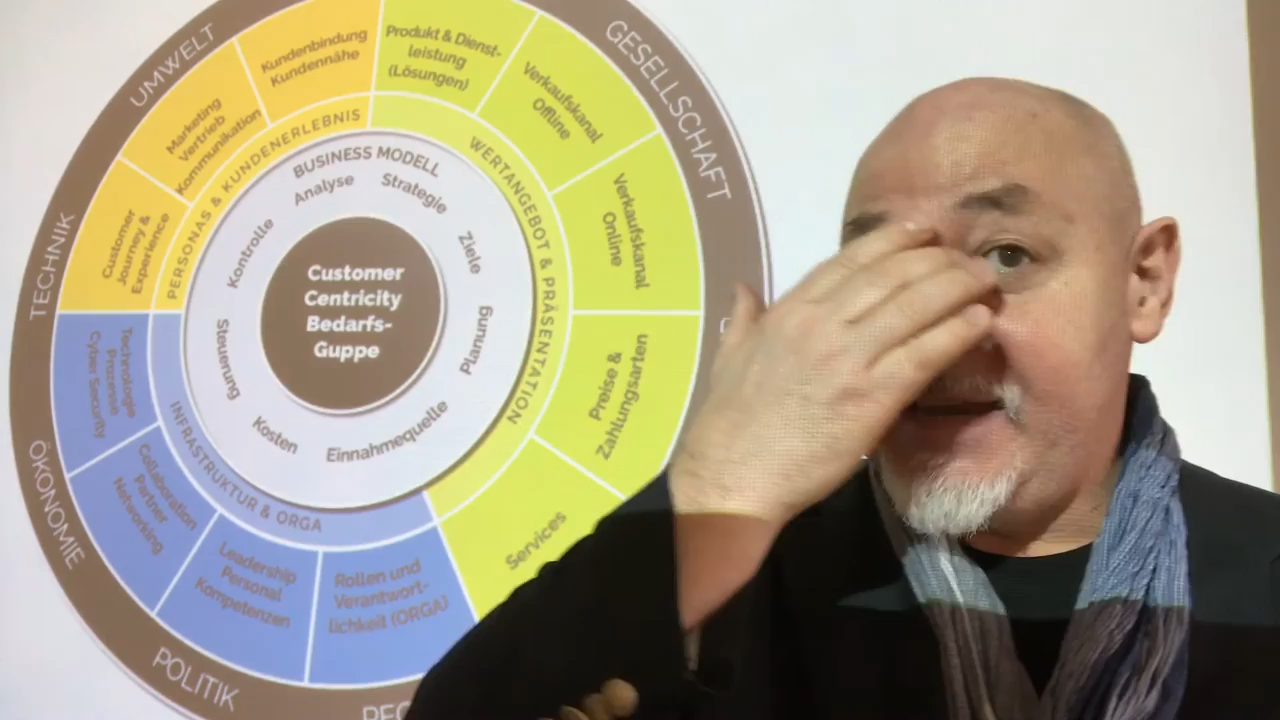 UMWELT
GESELLSCHAFT
TECHNIK
ÖKONOMIE
POLITIK
Kundenbindung
Kundennähe
Produkt & Dienst-
leistung
(Lösungen)
Verkaufskanal
Offline
Verkaufskanal
Online
Preise &
Zahlungsarten
Services
Rollen und
Verantwort-
lichkeit (ORGA)
Leadership
Personal
Kompetenzen
Collaboration
Partner
Networking
Technologie
Prozesse
Cyber Security
Customer
Journey &
Experience
Marketing
Vertrieb
Kommunikation
PERSONAS & KUNDENERLEBNIS
WERTANGEBOT & PRÄSENTATION
INFRASTRUKTUR & ORGA
BUSINESS MODELL
Analyse
Strategie
Ziele
Planung
Einnahmequelle
Kosten
Steuerung
Kontrolle
Customer
Centricity
Bedarfs-
Guppe